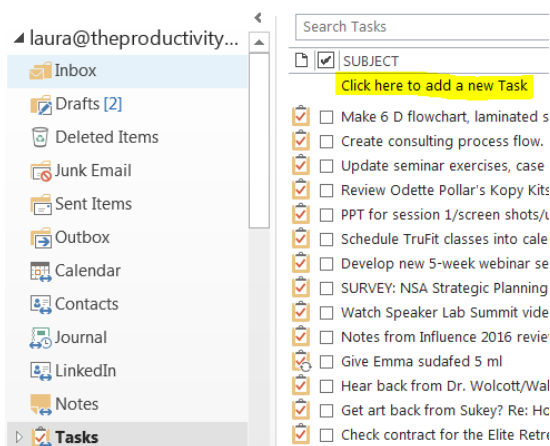 laura@theproductivity...
Inbox
Drafts [2]
Deleted Items
Junk Email
Sent Items
Outbox
Calendar
Contacts
Journal
LinkedIn
Notes
Tasks
Search Tasks
SUBJECT
Click here to add a new Task
Make 6 D flowchart, laminated s
Create consulting process flow.
Update seminar exercises, case
Review Odette Pollar's Kopy Kits
PPT for session 1/screen shots/u
Schedule TruFit classes into cale
Develop new 5-week webinar se
SURVEY: NSA Strategic Planning
Watch Speaker Lab Summit vide
Notes from Influence 2016 revie
Give Emma sudafed 5 ml
Hear back from Dr. Wolcott/Wal
Get art back from Sukey? Re: Ho
Check contract for the Elite Retr